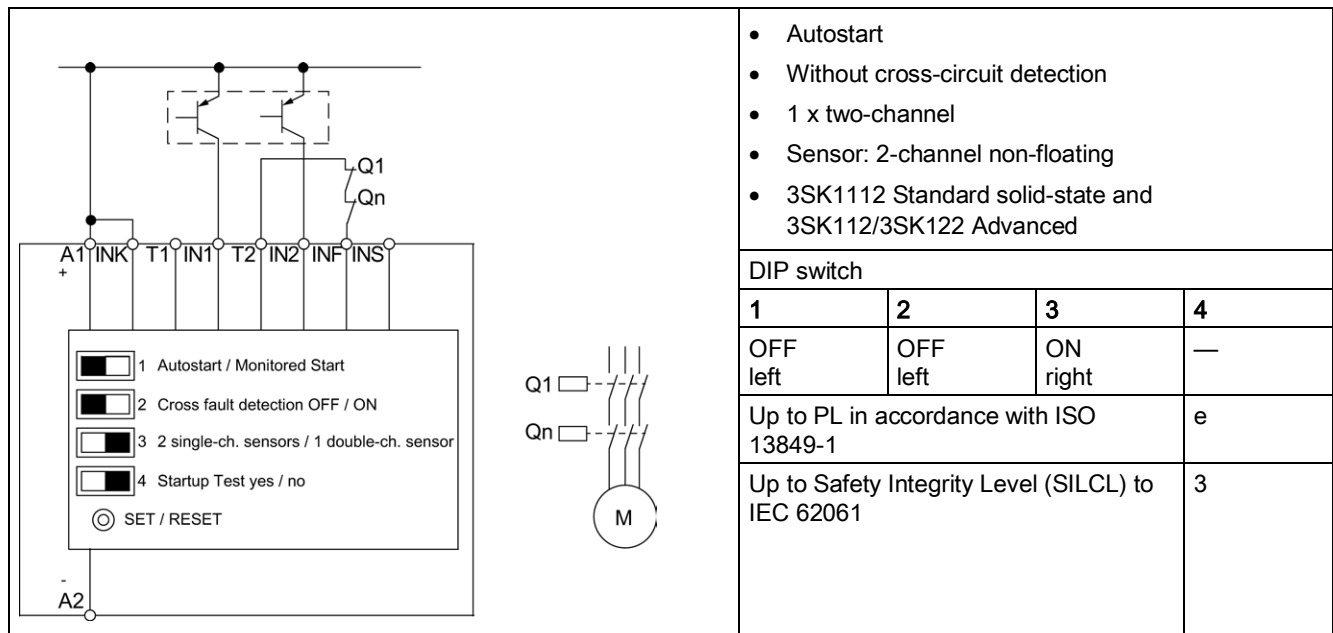 Q1
Qn
A1 INK T1 IN1 T2 IN2 INF INS
+
1 Autostart / Monitored Start
2 Cross fault detection OFF / ON
3 2 single-ch. sensors / 1 double-ch. sensor
4 Startup Test yes / no
SET / RESET
-
A2
Q1
Qn
M
• Autostart
• Without cross-circuit detection
• 1 x two-channel
• Sensor: 2-channel non-floating
• 3SK1112 Standard solid-state and
3SK112/3SK122 Advanced
DIP switch
1 2 3 4
OFF OFF ON —
left left right
Up to PL in accordance with ISO e
13849-1
Up to Safety Integrity Level (SILCL) to 3
IEC 62061